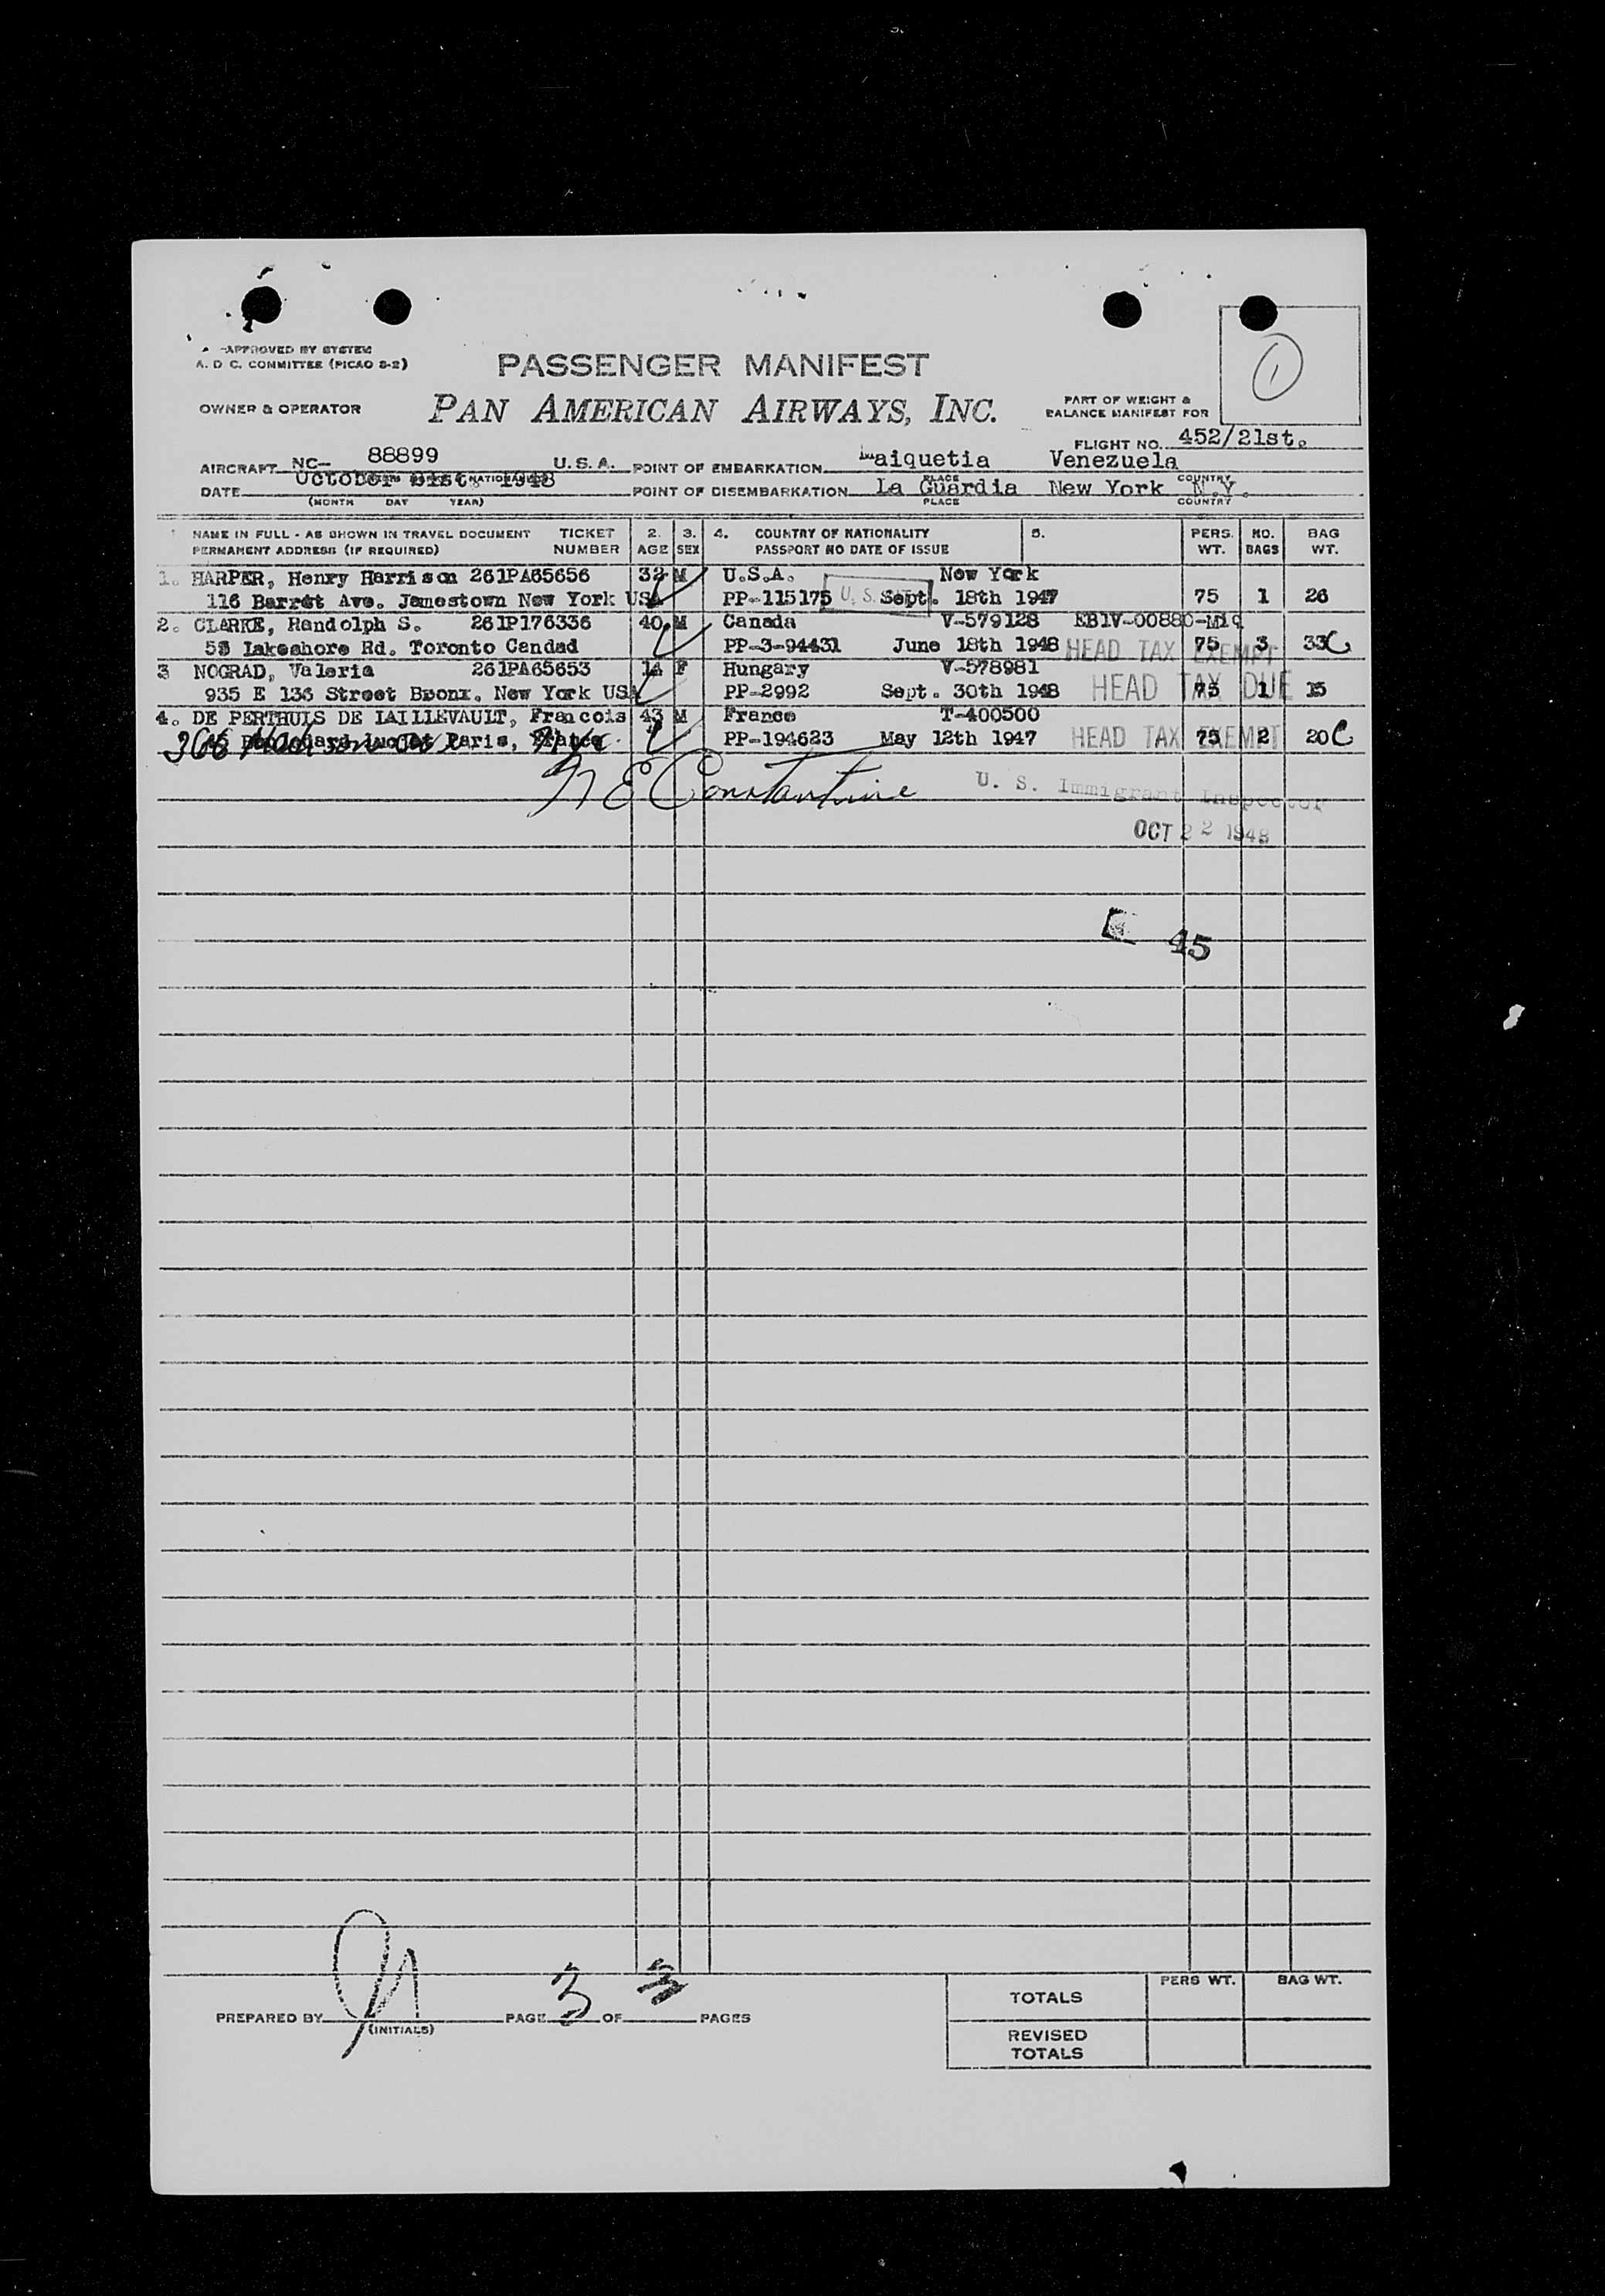 APPROVED BY SYSTEM
A. D C. COMMITTEE (PICAO S-2)
PASSENGER MANIFEST
1
OWNER & OPERATOR
PAN AMERICAN AIRWAYS, INC.
PART OF WEIGHT &
BALANCE MANIFEST FOR
FLIGHT NO. 452/21st.
AIRCRAFT NC- 88899 U. S. A. POINT OF EMBARKATION Maiquetia Venezuela
DATE October 21st. 1948 POINT OF DISEMBARKATION La Guardia New York N.Y.
(MONTH DAY YEAR) PLACE COUNTRY
1 NAME IN FULL - AS SHOWN IN TRAVEL DOCUMENT TICKET 2. 3. 4. COUNTRY OF NATIONALITY 5. PERS. NO. BAG
PERMANENT ADDRESS (IF REQUIRED) NUMBER AGE SEX PASSPORT NO DATE OF ISSUE WT. BAGS WT.
1. HARPER, Henry Harrison 261PA65656 32 M U.S.A. New York
116 Barret Ave. Jamestown New York USA PP-115175 U. S. Sept. 18th 1947 75 1 26
2. CLARKE, Randolph S. 261P176336 40 M Canada V-579128 EB1V-00880-Miq
Lakeshore Rd. Toronto Candad PP-3-94431 June 18th 1948 HEAD TAX EXEMPT 75 3 33 C
3 NOGRAD, Valeria 261PA65653 F Hungary V-578981
935 E 136 Street Bronx. New York USA PP-2992 Sept. 30th 1948 HEAD TAX DUE 75 1 15
4. DE PERTHUIS DE LAILLEVAULT, Francois 43 M France T-400500
Paris, France PP-194623 May 12th 1947 HEAD TAX EXEMPT 75 2 20 C
N E Constantine U. S. Immigrant Inspector
OCT 22 1948
45
PREPARED BY (INITIALS) PAGE 3 OF 3 PAGES
PERS WT. BAG WT.
TOTALS
REVISED
TOTALS